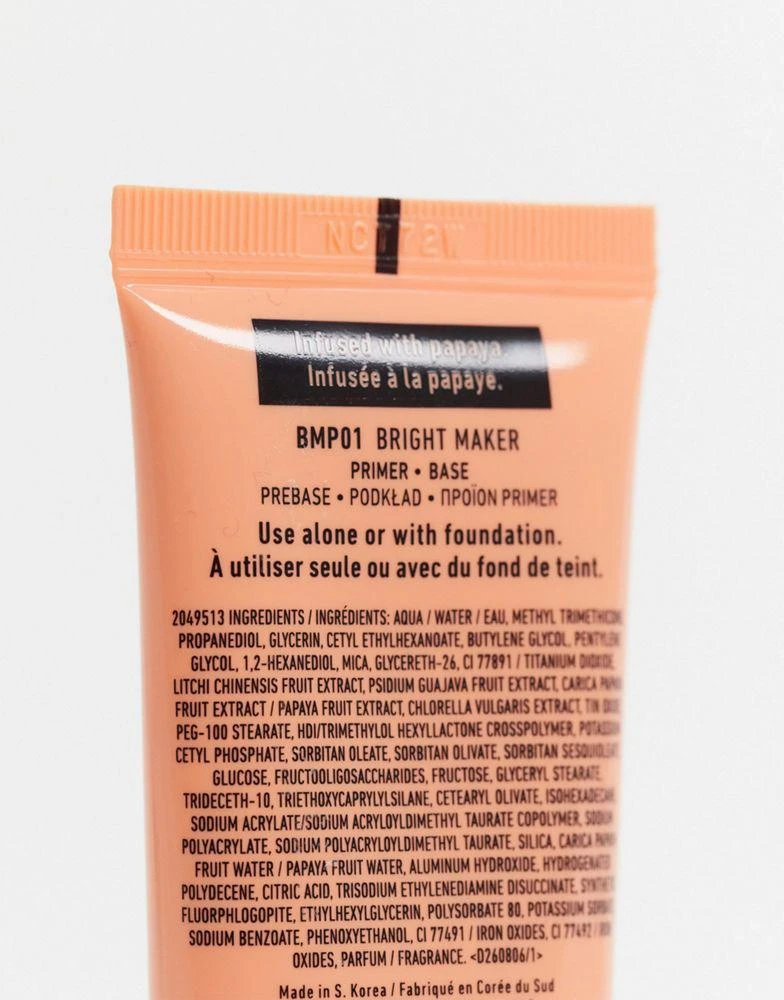 Infused with papaya.
Infusée à la papaye.
BMP01 BRIGHT MAKER
PRIMER • BASE
PREBASE • PODKŁAD • ΠΡΟΪΟΝ PRIMER
Use alone or with foundation.
À utiliser seule ou avec du fond de teint.
2049513 INGREDIENTS / INGRÉDIENTS: AQUA / WATER / EAU, METHYL TRIMETHICONE,
PROPANEDIOL, GLYCERIN, CETYL ETHYLHEXANOATE, BUTYLENE GLYCOL, PENTYLENE
GLYCOL, 1,2-HEXANEDIOL, MICA, GLYCERETH-26, CI 77891 / TITANIUM DIOXIDE,
LITCHI CHINENSIS FRUIT EXTRACT, PSIDIUM GUAJAVA FRUIT EXTRACT, CARICA PAPAYA
FRUIT EXTRACT / PAPAYA FRUIT EXTRACT, CHLORELLA VULGARIS EXTRACT, TIN OXIDE,
PEG-100 STEARATE, HDI/TRIMETHYLOL HEXYLLACTONE CROSSPOLYMER, POTASSIUM
CETYL PHOSPHATE, SORBITAN OLEATE, SORBITAN OLIVATE, SORBITAN SESQUIOLEATE,
GLUCOSE, FRUCTOOLIGOSACCHARIDES, FRUCTOSE, GLYCERYL STEARATE,
TRIDECETH-10, TRIETHOXYCAPRYLYLSILANE, CETEARYL OLIVATE, ISOHEXADECANE,
SODIUM ACRYLATE/SODIUM ACRYLOYLDIMETHYL TAURATE COPOLYMER, SODIUM
POLYACRYLATE, SODIUM POLYACRYLOYLDIMETHYL TAURATE, SILICA, CARICA PAPAYA
FRUIT WATER / PAPAYA FRUIT WATER, ALUMINUM HYDROXIDE, HYDROGENATED
POLYDECENE, CITRIC ACID, TRISODIUM ETHYLENEDIAMINE DISUCCINATE, SYNTHETIC
FLUORPHLOGOPITE, ETHYLHEXYLGLYCERIN, POLYSORBATE 80, POTASSIUM SORBATE,
SODIUM BENZOATE, PHENOXYETHANOL, CI 77491 / IRON OXIDES, CI 77492 / IRON
OXIDES, PARFUM / FRAGRANCE. <D260806/1>
Made in S. Korea / Fabriqué en Corée du Sud